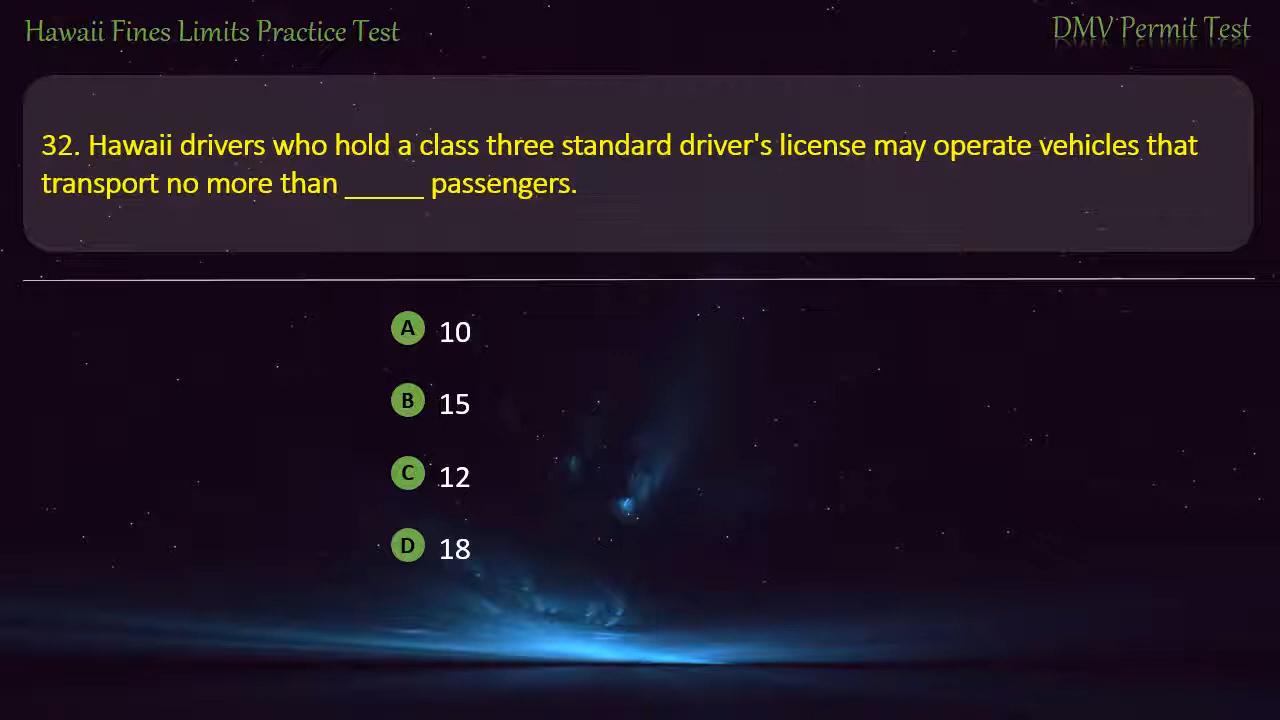 Hawaii Fines Limits Practice Test
DMV Permit Test
32. Hawaii drivers who hold a class three standard driver's license may operate vehicles that
transport no more than _____ passengers.
A 10
B 15
C 12
D 18